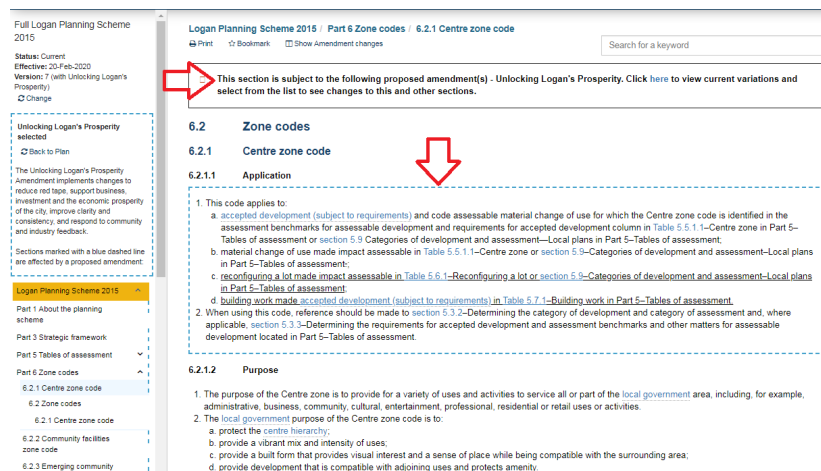 Full Logan Planning Scheme
2015
Status: Current
Effective: 20-Feb-2020
Version: 7 (with Unlocking Logan's
Prosperity)
Change
Unlocking Logan's Prosperity
selected
Back to Plan
The Unlocking Logan's Prosperity
Amendment implements changes to
reduce red tape, support business,
investment and the economic prosperity
of the city, improve clarity and
consistency, and respond to community
and industry feedback.
Sections marked with a blue dashed line
are affected by a proposed amendment.
Logan Planning Scheme 2015
Part 1 About the planning
scheme
Part 3 Strategic framework
Part 5 Tables of assessment
Part 6 Zone codes
6.2.1 Centre zone code
6.2 Zone codes
6.2.1 Centre zone code
6.2.2 Community facilities
zone code
6.2.3 Emerging community
Logan Planning Scheme 2015 / Part 6 Zone codes / 6.2.1 Centre zone code
Print Bookmark Show Amendment changes
Search for a keyword
This section is subject to the following proposed amendment(s) - Unlocking Logan's Prosperity. Click here to view current variations and
select from the list to see changes to this and other sections.
6.2 Zone codes
6.2.1 Centre zone code
6.2.1.1 Application
1. This code applies to:
a. accepted development (subject to requirements) and code assessable material change of use for which the Centre zone code is identified in the
assessment benchmarks for assessable development and requirements for accepted development column in Table 5.5.1.1–Centre zone in Part 5–
Tables of assessment or section 5.9 Categories of development and assessment—Local plans in Part 5–Tables of assessment;
b. material change of use made impact assessable in Table 5.5.1.1–Centre zone or section 5.9–Categories of development and assessment–Local plans
in Part 5–Tables of assessment-;
c. reconfiguring a lot made impact assessable in Table 5.6.1–Reconfiguring a lot or section 5.9–Categories of development and assessment–Local plans
in Part 5–Tables of assessment;
d. building work made accepted development (subject to requirements) in Table 5.7.1–Building work in Part 5–Tables of assessment.
2. When using this code, reference should be made to section 5.3.2–Determining the category of development and category of assessment and, where
applicable, section 5.3.3–Determining the requirements for accepted development and assessment benchmarks and other matters for assessable
development located in Part 5–Tables of assessment.
6.2.1.2 Purpose
1. The purpose of the Centre zone is to provide for a variety of uses and activities to service all or part of the local government area, including, for example,
administrative, business, community, cultural, entertainment, professional, residential or retail uses or activities.
2. The local government purpose of the Centre zone code is to:
a. protect the centre hierarchy;
b. provide a vibrant mix and intensity of uses;
c. provide a built form that provides visual interest and a sense of place while being compatible with the surrounding area;
d. provide development that is compatible with adjoining uses and protects amenity.